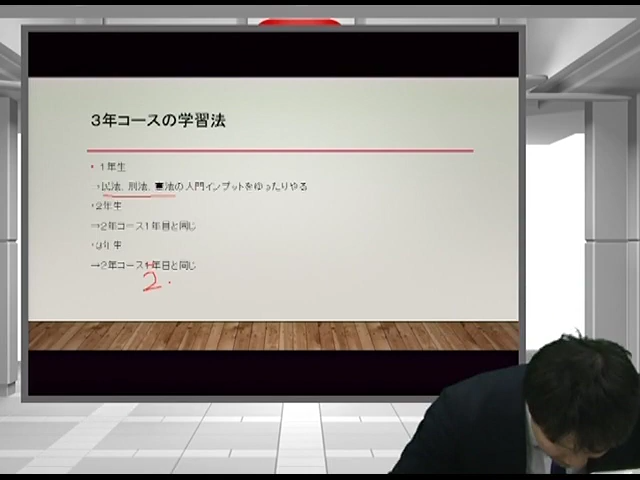 3年コースの学習法
• 1年生
→民法、刑法、憲法の入門インプットをゆったりやる
・2年生
→2年コース1年目と同じ
・3年生
→2年コース1年目と同じ
2.